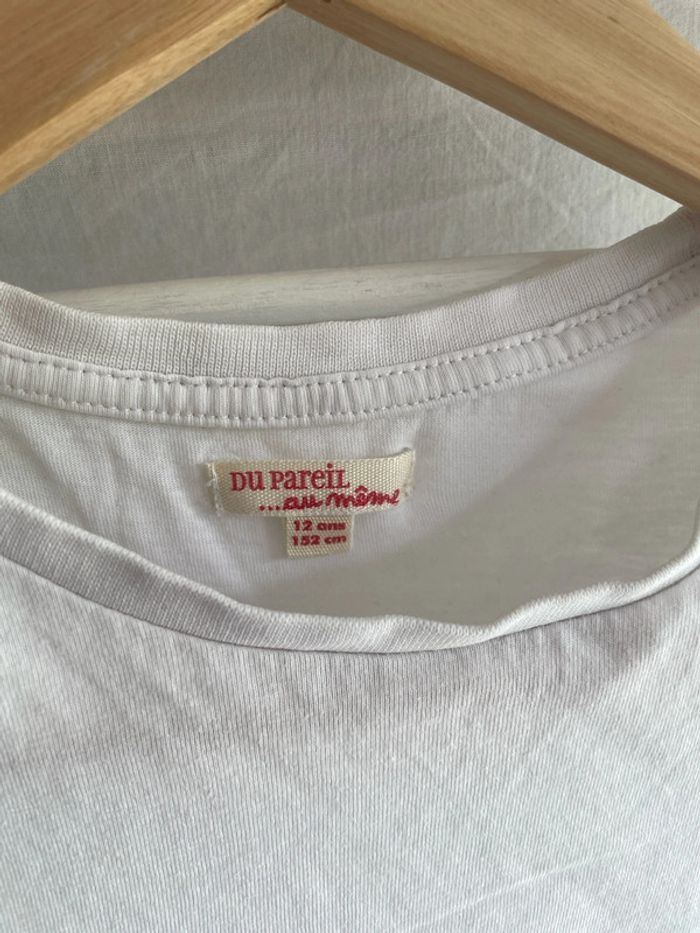 DU PAREIL
...au même
12 ans
152 cm